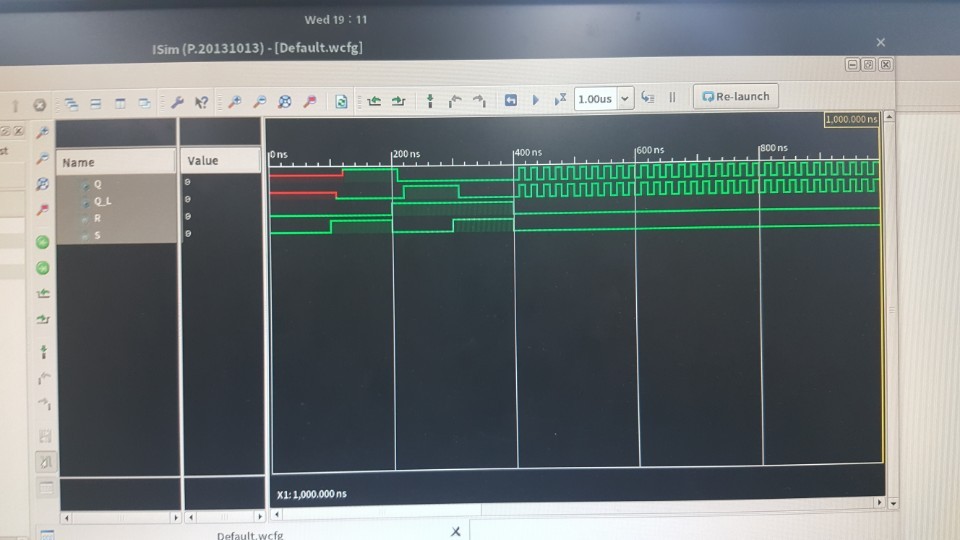 Wed 19 : 11
ISim (P.20131013) - [Default.wcfg]
1.00us
Re-launch
st
Name
Value
1,000.000 ns
0 ns
200 ns
400 ns
600 ns
800 ns
Q
0
Q_L
0
R
0
S
0
X1: 1,000.000 ns
Default.wcfg